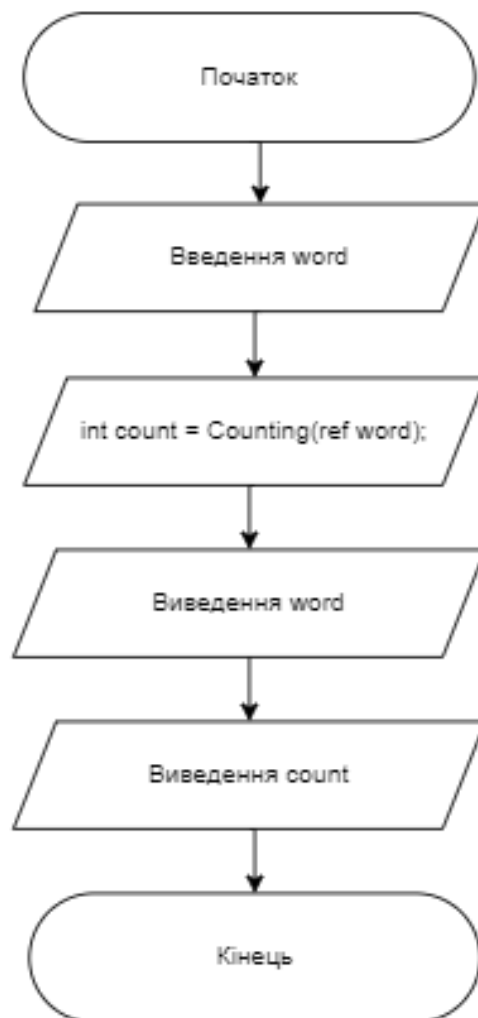 Початок
Введення word
int count = Counting(ref word);
Виведення word
Виведення count
Кінець